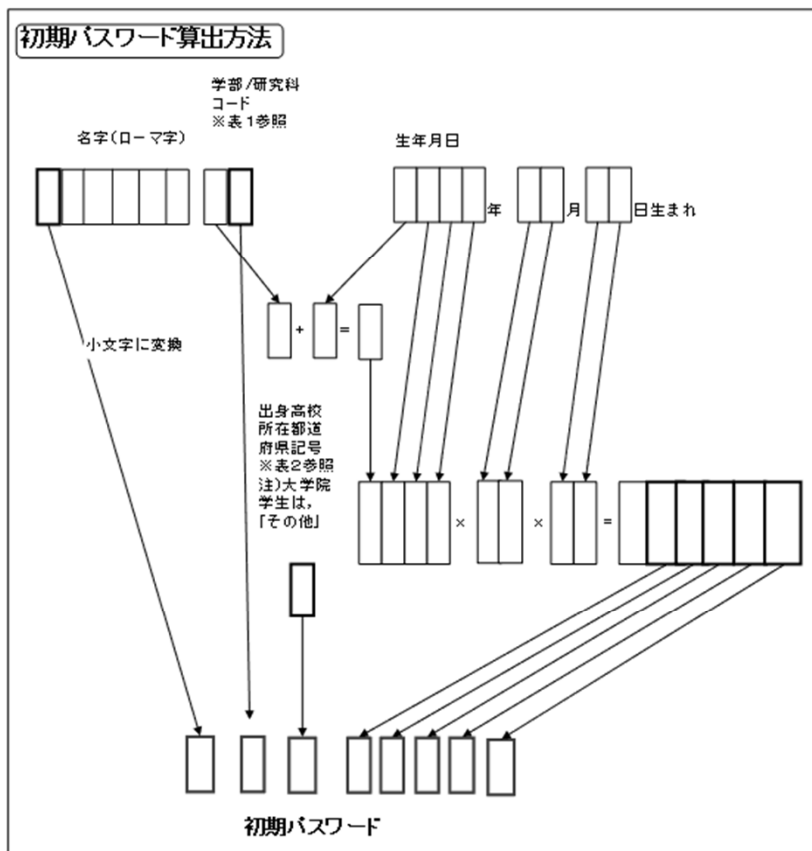 初期パスワード算出方法
学部/研究科
コード
※表1参照
名字(ローマ字)
生年月日
年
月
日生まれ
+
=
小文字に変換
出身高校
所在都道
府県記号
※表2参照
注)大学院
学生は,
「その他」
×
×
=
初期パスワード